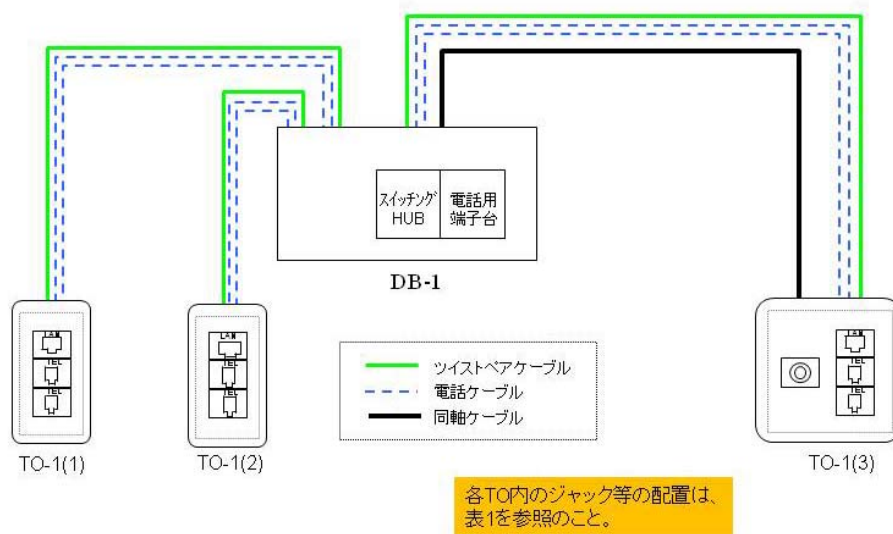 スイッチング
HUB
電話用
端子台
DB-1
LAN
TEL
TEL
TO-1(1)
LAN
TEL
TEL
TO-1(2)
ツイストペアケーブル
電話ケーブル
同軸ケーブル
LAN
TEL
TEL
TO-1(3)
各TO内のジャック等の配置は、
表1を参照のこと。